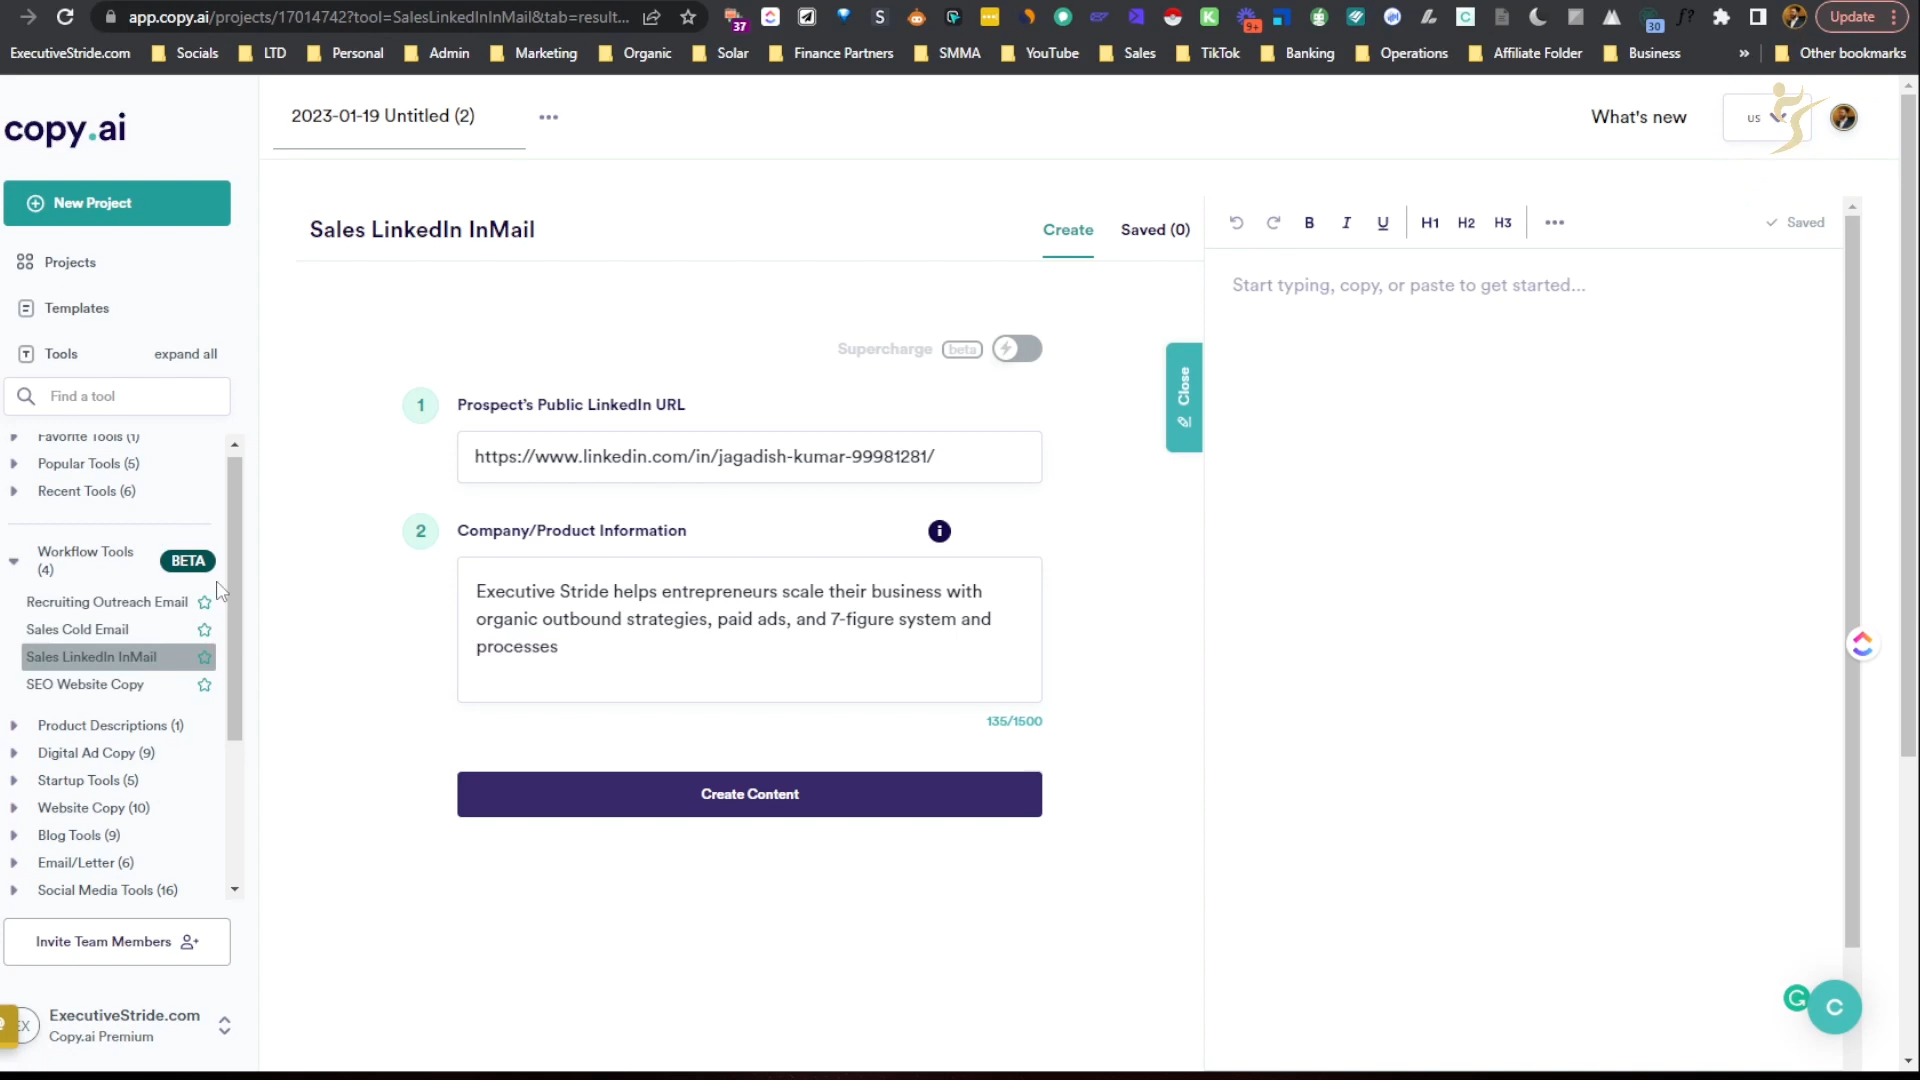 app.copy.ai/projects/17014742?tool=SalesLinkedInInMail&tab=result...
37
S
9+
K
C
30
f?
Update
ExecutiveStride.com
Socials
LTD
Personal
Admin
Marketing
Organic
Solar
Finance Partners
SMMA
YouTube
Sales
TikTok
Banking
Operations
Affiliate Folder
Business
»
Other bookmarks
copy.ai
2023-01-19 Untitled (2)
What's new
us
New Project
Projects
Templates
Tools
expand all
Find a tool
Favorite Tools (1)
Popular Tools (5)
Recent Tools (6)
Workflow Tools
(4)
BETA
Recruiting Outreach Email
Sales Cold Email
Sales LinkedIn InMail
SEO Website Copy
Product Descriptions (1)
Digital Ad Copy (9)
Startup Tools (5)
Website Copy (10)
Blog Tools (9)
Email/Letter (6)
Social Media Tools (16)
Invite Team Members
EX
ExecutiveStride.com
Copy.ai Premium
Sales LinkedIn InMail
Create
Saved (0)
Supercharge beta
1
Prospect's Public LinkedIn URL
https://www.linkedin.com/in/jagadish-kumar-99981281/
2
Company/Product Information
i
Executive Stride helps entrepreneurs scale their business with
organic outbound strategies, paid ads, and 7-figure system and
processes
135/1500
Create Content
Close
B
I
U
H1
H2
H3
Saved
Start typing, copy, or paste to get started...
G
C